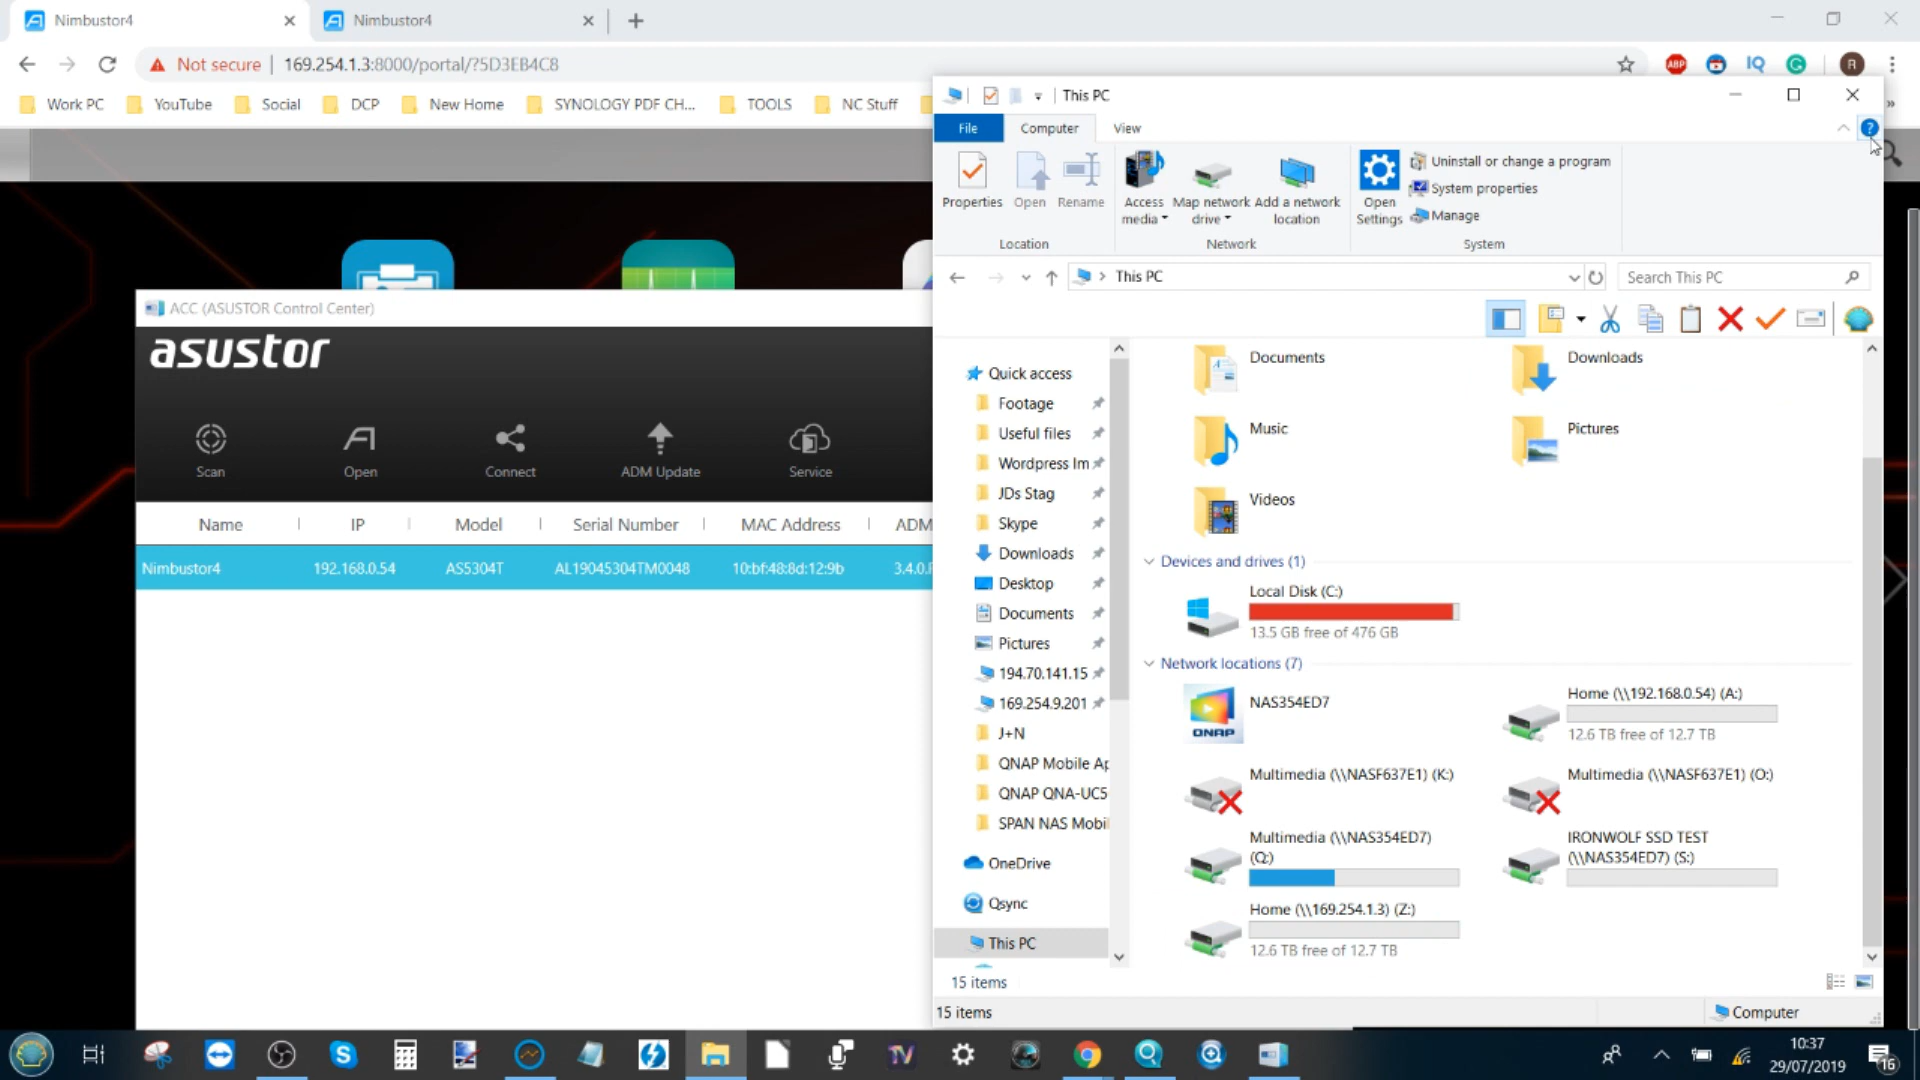 Nimbustor4
Nimbustor4
Not secure | 169.254.1.3:8000/portal/?5D3EB4C8
ABP
IQ
R
Work PC
YouTube
Social
DCP
New Home
SYNOLOGY PDF CH...
TOOLS
NC Stuff
»
This PC
File
Computer
View
Properties
Open
Rename
Access media
Map network drive
Add a network location
Open Settings
Uninstall or change a program
System properties
Manage
Location
Network
System
This PC
Search This PC
ACC (ASUSTOR Control Center)
asustor
Scan
Open
Connect
ADM Update
Service
Name
IP
Model
Serial Number
MAC Address
ADM
Nimbustor4
192.168.0.54
AS5304T
AL19045304TM0048
10:bf:48:8d:12:9b
3.4.0.
Quick access
Footage
Useful files
Wordpress Im
JDs Stag
Skype
Downloads
Desktop
Documents
Pictures
194.70.141.15
169.254.9.201
J+N
QNAP Mobile Ap
QNAP QNA-UC5
SPAN NAS Mobi
OneDrive
Qsync
This PC
Documents
Downloads
Music
Pictures
Videos
Devices and drives (1)
Local Disk (C:)
13.5 GB free of 476 GB
Network locations (7)
QNAP
NAS354ED7
Home (\\192.168.0.54) (A:)
12.6 TB free of 12.7 TB
Multimedia (\\NASF637E1) (K:)
Multimedia (\\NASF637E1) (O:)
Multimedia (\\NAS354ED7)
(Q:)
IRONWOLF SSD TEST
(\\NAS354ED7) (S:)
Home (\\169.254.1.3) (Z:)
12.6 TB free of 12.7 TB
15 items
15 items
Computer
TV
10:37
29/07/2019
16